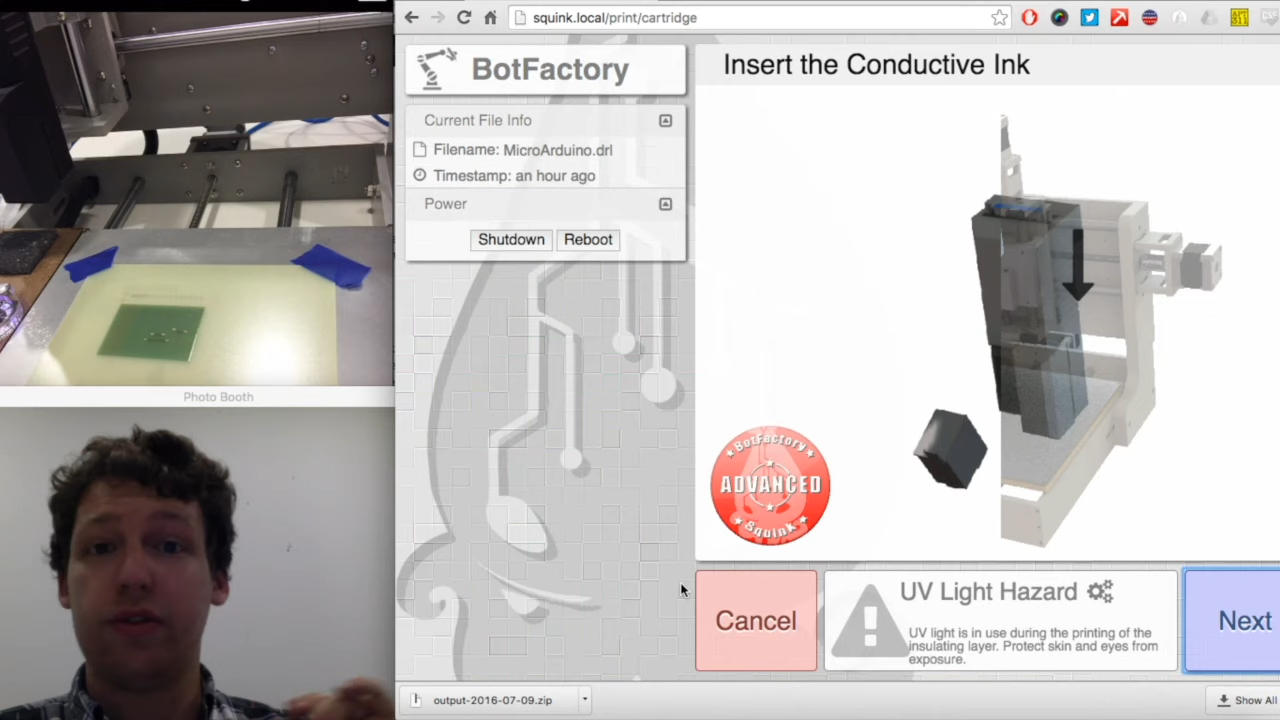 squink.local/print/cartridge
BotFactory
Insert the Conductive Ink
Current File Info
Filename: MicroArduino.drl
Timestamp: an hour ago
Power
Shutdown
Reboot
Photo Booth
BotFactory
ADVANCED
Squink
Cancel
UV Light Hazard
UV light is in use during the printing of the
insulating layer. Protect skin and eyes from
exposure.
Next
output-2016-07-09.zip
Show All